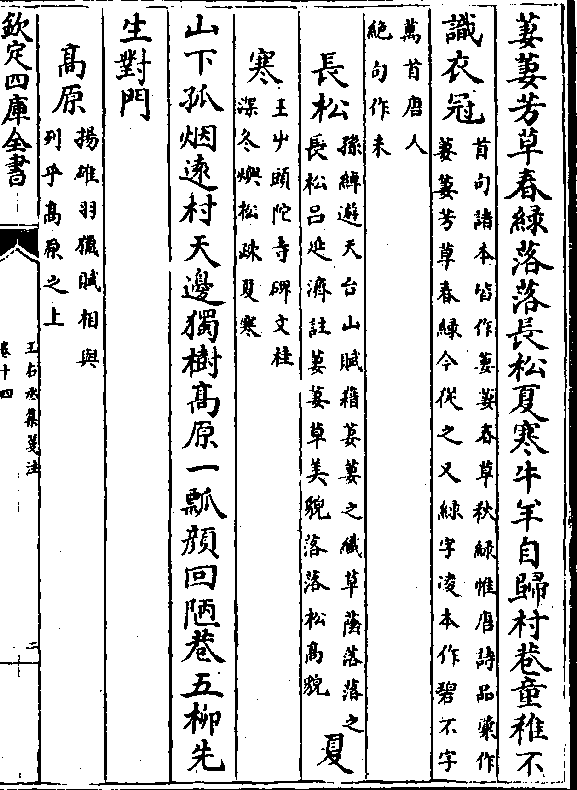 萋萋芳草春綠落落長松夏寒牛羊自歸村巷童稚不
識衣冠
首句諸本皆作萋萋春草秋綠惟唐詩品彚作
萋萋芳草春綠今從之又綠字凌本作碧不字
萬首唐人
絶句作未
長松
孫綽遊天台山賦藉萋萋之纖草蔭落落之
長松吕延濟註萋萋草美貌落落松高貌
夏
寒
王屮頭陀寺碑文桂
深冬燠松疎夏寒
山下孤烟遠村天邊獨樹高原一瓢顔回陋巷五柳先
生對門
高原
揚雄羽獵賦相與
列乎高原之上
欽定四庫全書
王右丞集箋注
卷十四
二